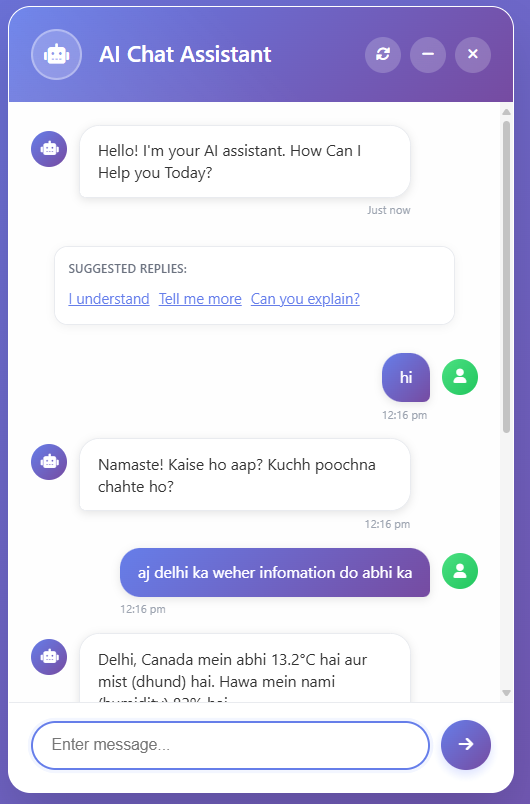 AI Chat Assistant
Hello! I'm your AI assistant. How Can I
Help you Today?
Just now
SUGGESTED REPLIES:
I understand Tell me more Can you explain?
hi
12:16 pm
Namaste! Kaise ho aap? Kuchh poochna
chahte ho?
12:16 pm
aj delhi ka weher infomation do abhi ka
12:16 pm
Delhi, Canada mein abhi 13.2°C hai aur
mist (dhund) hai. Hawa mein nami
(humidity) 82% hai
Enter message...